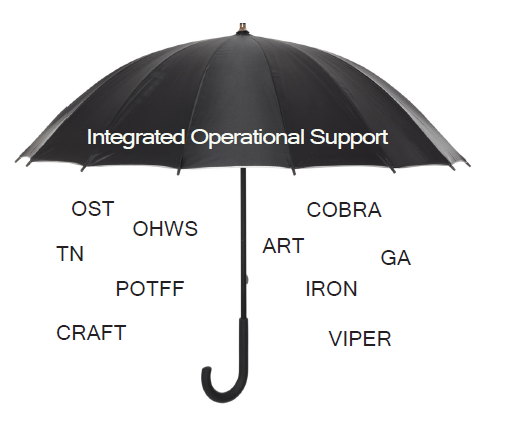 Integrated Operational Support
OST
COBRA
OHWS
ART
TN
GA
POTFF
IRON
CRAFT
VIPER